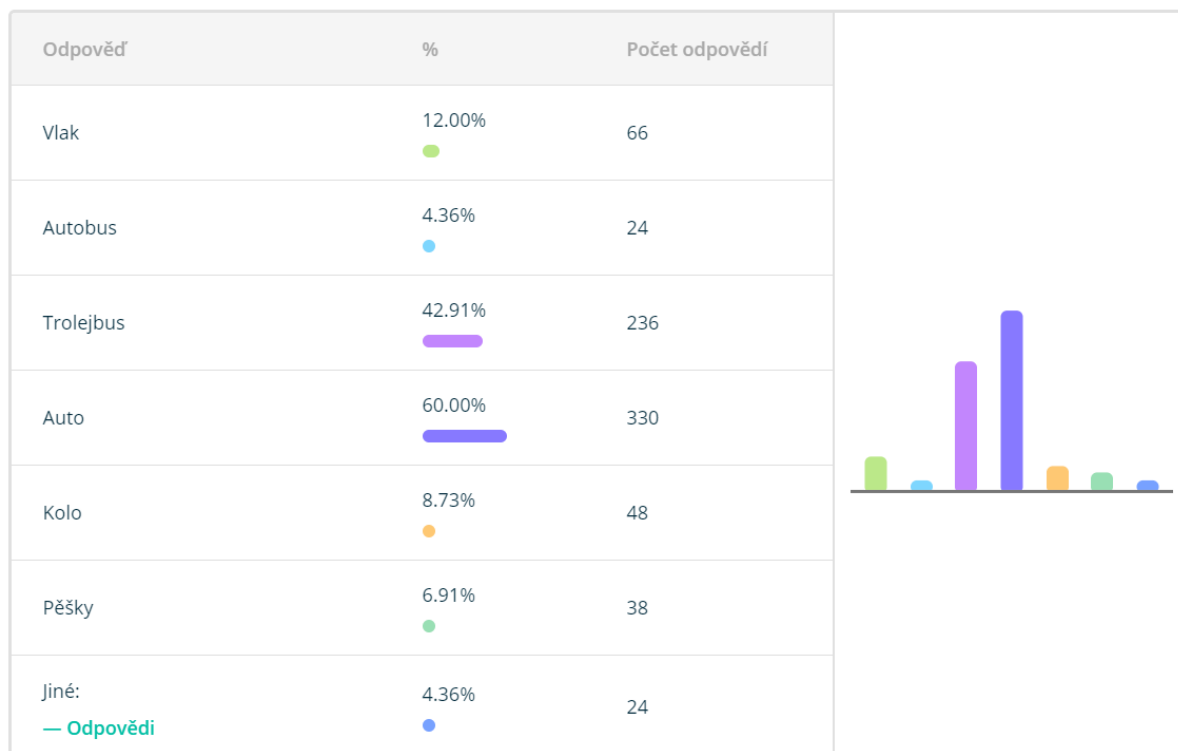 Odpověď % Počet odpovědí
Vlak 12.00% 66
Autobus 4.36% 24
Trolejbus 42.91% 236
Auto 60.00% 330
Kolo 8.73% 48
Pěšky 6.91% 38
Jiné: 4.36% 24
— Odpovědi